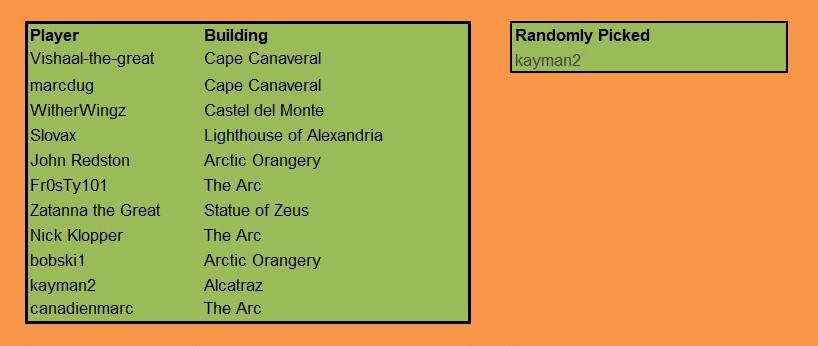 Player Building
Vishaal-the-great Cape Canaveral
marcdug Cape Canaveral
WitherWingz Castel del Monte
Slovax Lighthouse of Alexandria
John Redston Arctic Orangery
Fr0sTy101 The Arc
Zatanna the Great Statue of Zeus
Nick Klopper The Arc
bobski1 Arctic Orangery
kayman2 Alcatraz
canadienmarc The Arc
Randomly Picked
kayman2